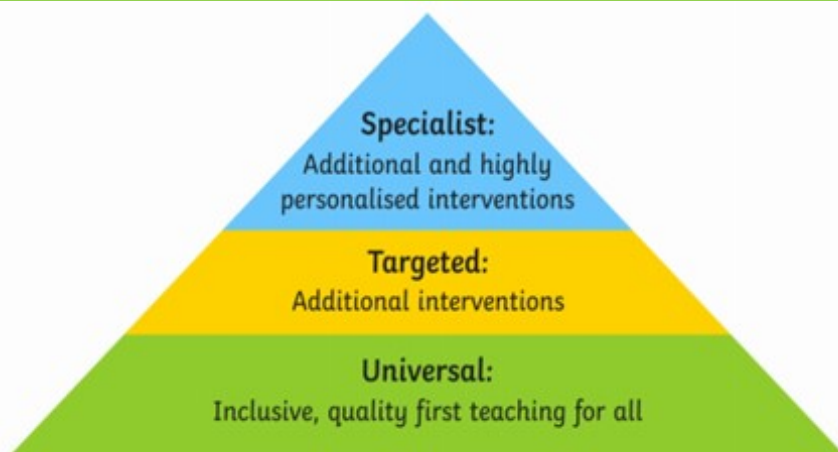 Specialist:
Additional and highly
personalised interventions
Targeted:
Additional interventions
Universal:
Inclusive, quality first teaching for all